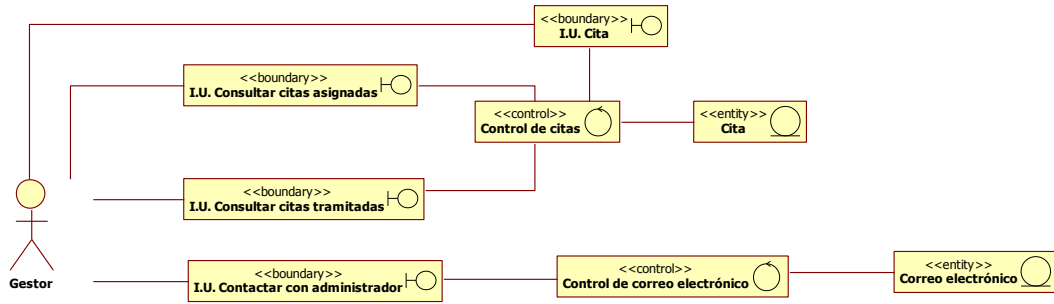 <<boundary>>
I.U. Cita
<<boundary>>
I.U. Consultar citas asignadas
<<control>>
Control de citas
<<entity>>
Cita
<<boundary>>
I.U. Consultar citas tramitadas
Gestor
<<boundary>>
I.U. Contactar con administrador
<<control>>
Control de correo electrónico
<<entity>>
Correo electrónico